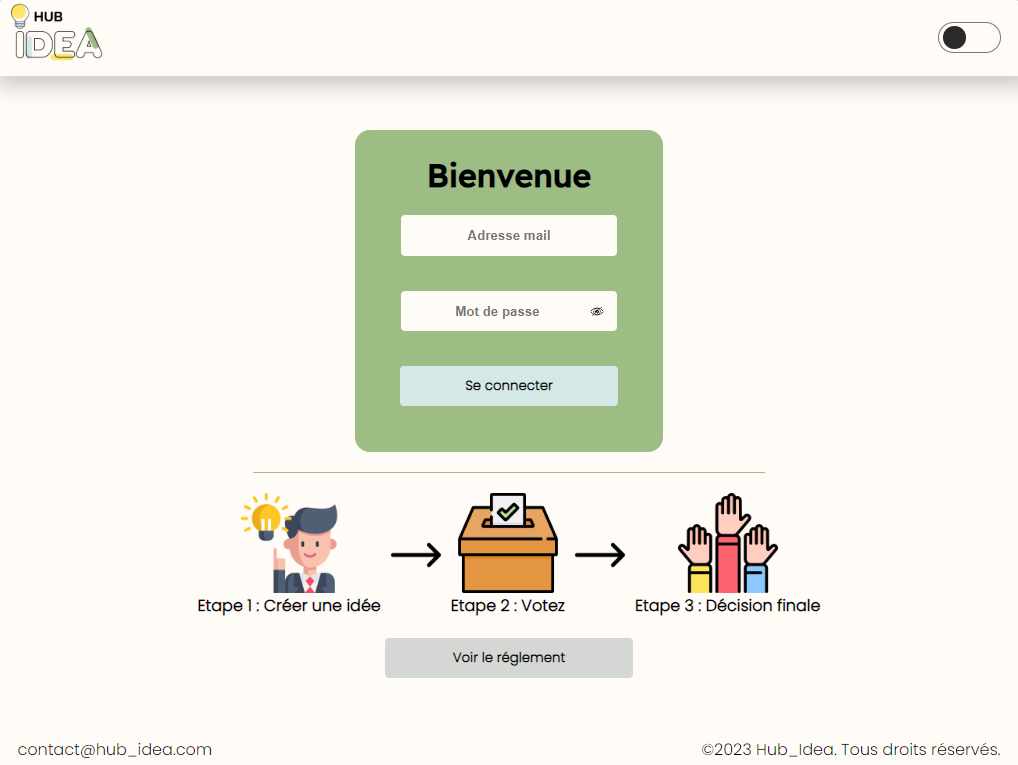 HUB
IDEA
Bienvenue
Adresse mail
Mot de passe
Se connecter
Etape 1 : Créer une idée
Etape 2 : Votez
Etape 3 : Décision finale
Voir le réglement
contact@hub_idea.com
©2023 Hub_Idea. Tous droits réservés.